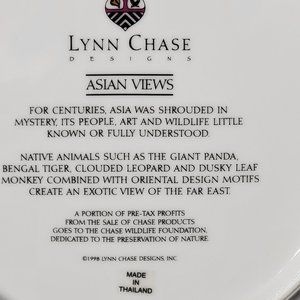 LYNN CHASE
DESIGNS
ASIAN VIEWS
FOR CENTURIES, ASIA WAS SHROUDED IN
MYSTERY, ITS PEOPLE, ART AND WILDLIFE LITTLE
KNOWN OR FULLY UNDERSTOOD.
NATIVE ANIMALS SUCH AS THE GIANT PANDA,
BENGAL TIGER, CLOUDED LEOPARD AND DUSKY LEAF
MONKEY COMBINED WITH ORIENTAL DESIGN MOTIFS
CREATE AN EXOTIC VIEW OF THE FAR EAST.
A PORTION OF PRE-TAX PROFITS
FROM THE SALE OF CHASE PRODUCTS
GOES TO THE CHASE WILDLIFE FOUNDATION,
DEDICATED TO THE PRESERVATION OF NATURE.
©1998 LYNN CHASE DESIGNS, INC.
MADE
IN
THAILAND